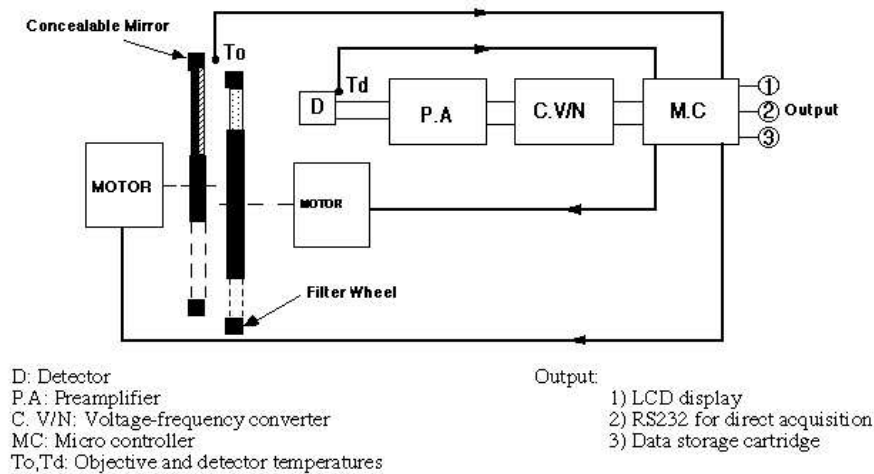 Concealable Mirror
To
Td
D
P.A
C.V/N
M.C
1
2 Output
3
MOTOR
MOTOR
Filter Wheel
D: Detector
P.A: Preamplifier
C. V/N: Voltage-frequency converter
MC: Micro controller
To,Td: Objective and detector temperatures
Output:
1) LCD display
2) RS232 for direct acquisition
3) Data storage cartridge